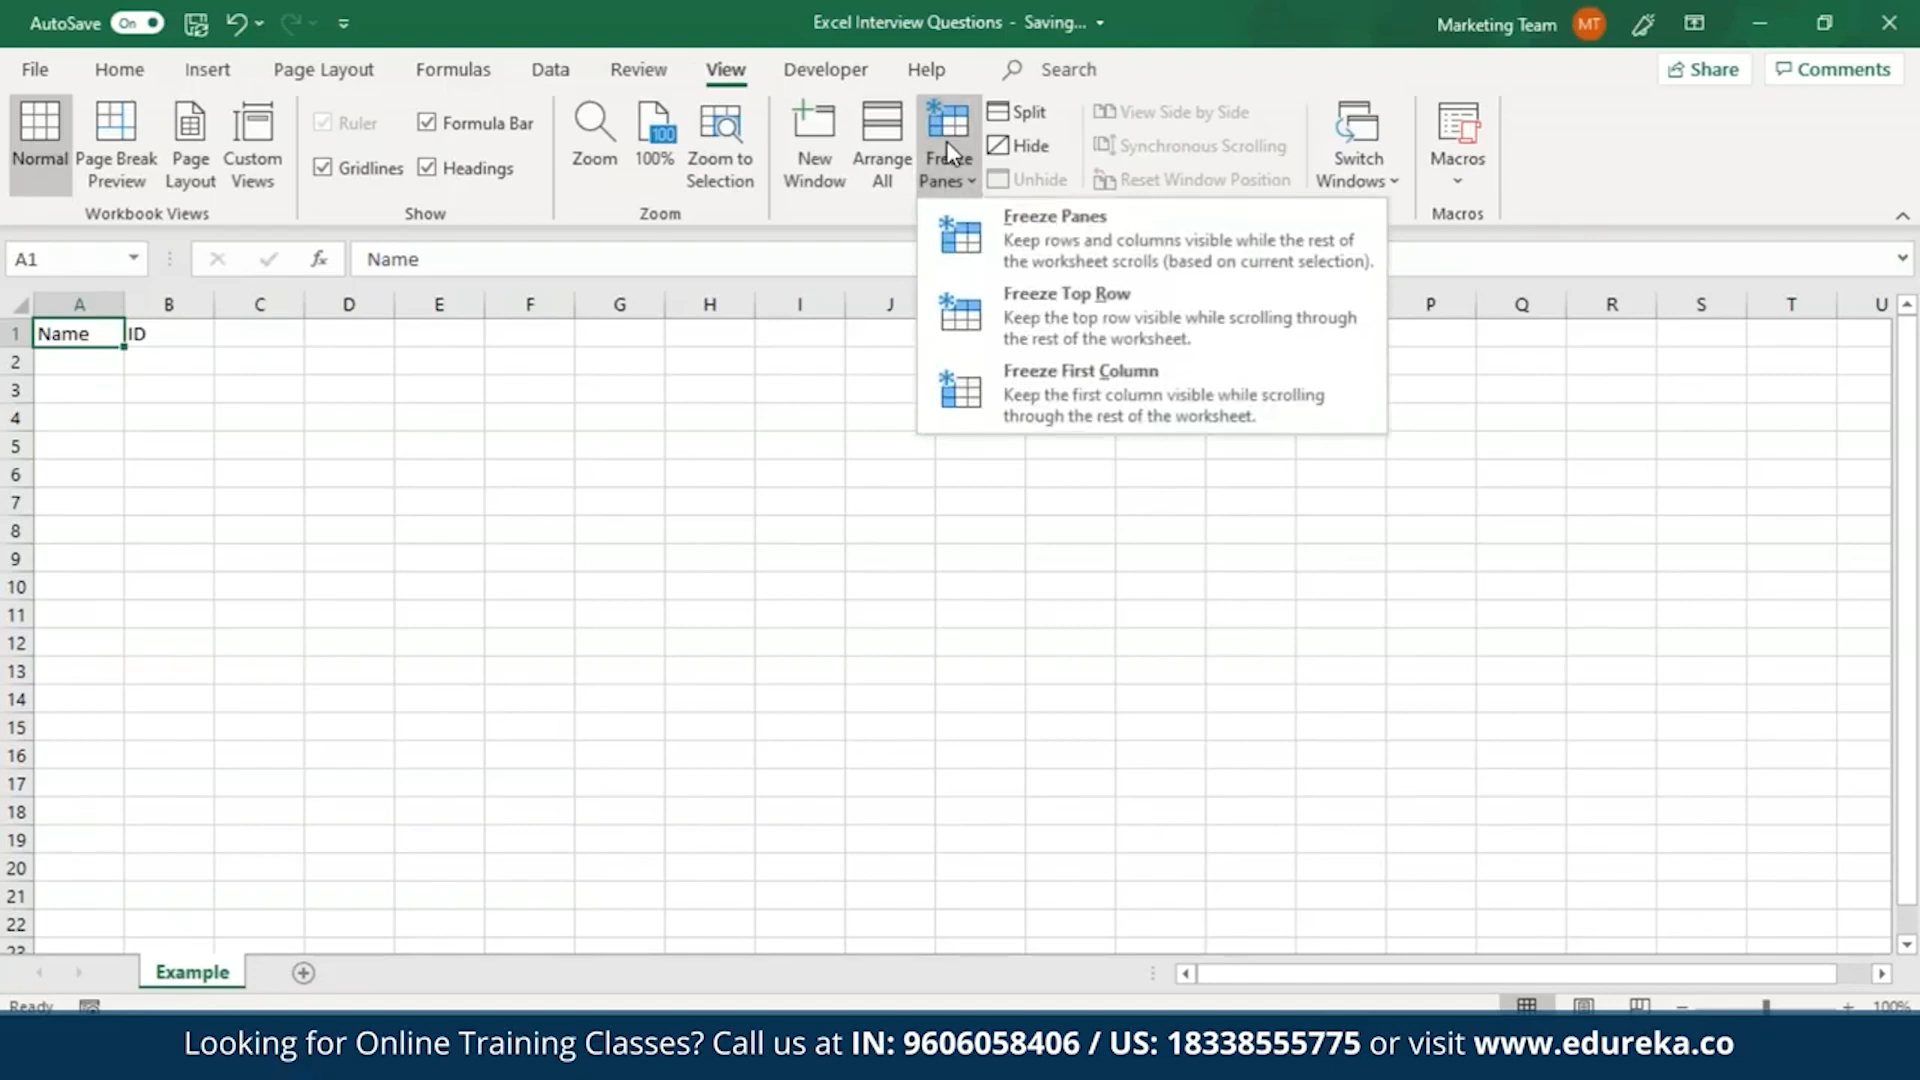 AutoSave On Excel Interview Questions - Saving... Marketing Team MT
File Home Insert Page Layout Formulas Data Review View Developer Help Search Share Comments
Normal
Page Break Preview
Page Layout
Custom Views
Workbook Views
Ruler
Formula Bar
Gridlines
Headings
Show
Zoom
100
100%
Zoom to Selection
Zoom
New Window
Arrange All
Freeze Panes
Split
Hide
Unhide
View Side by Side
Synchronous Scrolling
Reset Window Position
Switch Windows
Macros
Macros
Freeze Panes
Keep rows and columns visible while the rest of
the worksheet scrolls (based on current selection).
Freeze Top Row
Keep the top row visible while scrolling through
the rest of the worksheet.
Freeze First Column
Keep the first column visible while scrolling
through the rest of the worksheet.
A1 fx Name
A B C D E F G H I J P Q R S T U
1 Name ID
2
3
4
5
6
7
8
9
10
11
12
13
14
15
16
17
18
19
20
21
22
23
Example
Ready 100%
Looking for Online Training Classes? Call us at IN: 9606058406 / US: 18338555775 or visit www.edureka.co